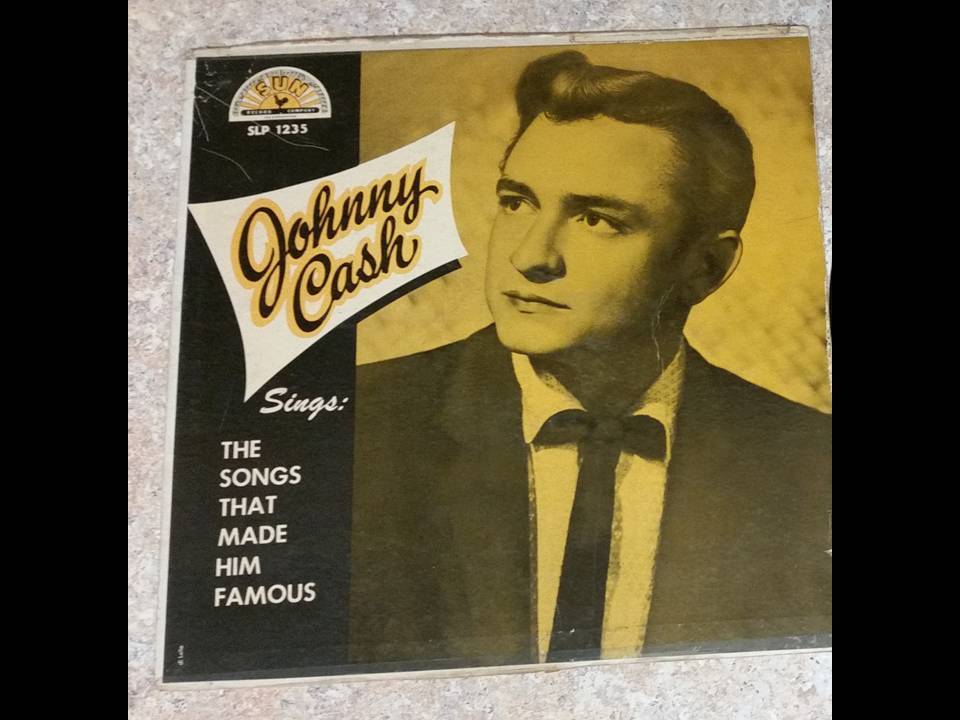 SUN
RECORD COMPANY
SLP 1235
Johnny
Cash
Sings:
THE
SONGS
THAT
MADE
HIM
FAMOUS